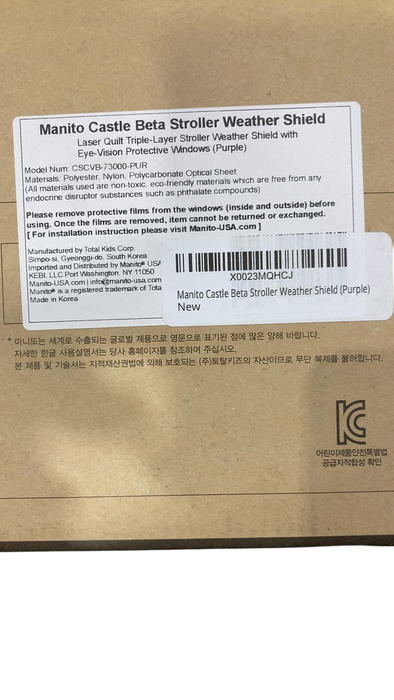 Manito Castle Beta Stroller Weather Shield
Laser Quilt Triple-Layer Stroller Weather Shield with
Eye-Vision Protective Windows (Purple)
Model Num: CSCVB-73000-PUR
Materials: Polyester, Nylon, Polycarbonate Optical Sheet
(All materials used are non-toxic, eco-friendly materials which are free from any
endocrine disruptor substances such as phthalate compounds)
Please remove protective films from the windows (inside and outside) before
using. Once the films are removed, item cannot be returned or exchanged.
[ For installation instruction please visit Manito-USA.com ]
Manufactured by Total Kids Corp.
Simpo-si, Gyeonggi-do, South Korea
Imported and Distributed by Manito® USA
KEBI, LLC Port Washington, NY 11050
Manito-USA.com | info@manito-usa.com
Manito® is a registered trademark of Tota
Made in Korea
X0023MQHCJ
Manito Castle Beta Stroller Weather Shield (Purple)
New
* 마니또는 세계로 수출되는 글로벌 제품으로 영문으로 표기된 점에 많은 양해 바랍니다.
자세한 한글 사용설명서는 당사 홈페이지를 참조하여 주십시오.
본 제품 및 기술서는 지적재산권법에 의해 보호되는 (주)토탈키즈의 자산이므로 무단 복제를 불허합니다.
KC
어린이제품안전특별법
공급자적합성 확인